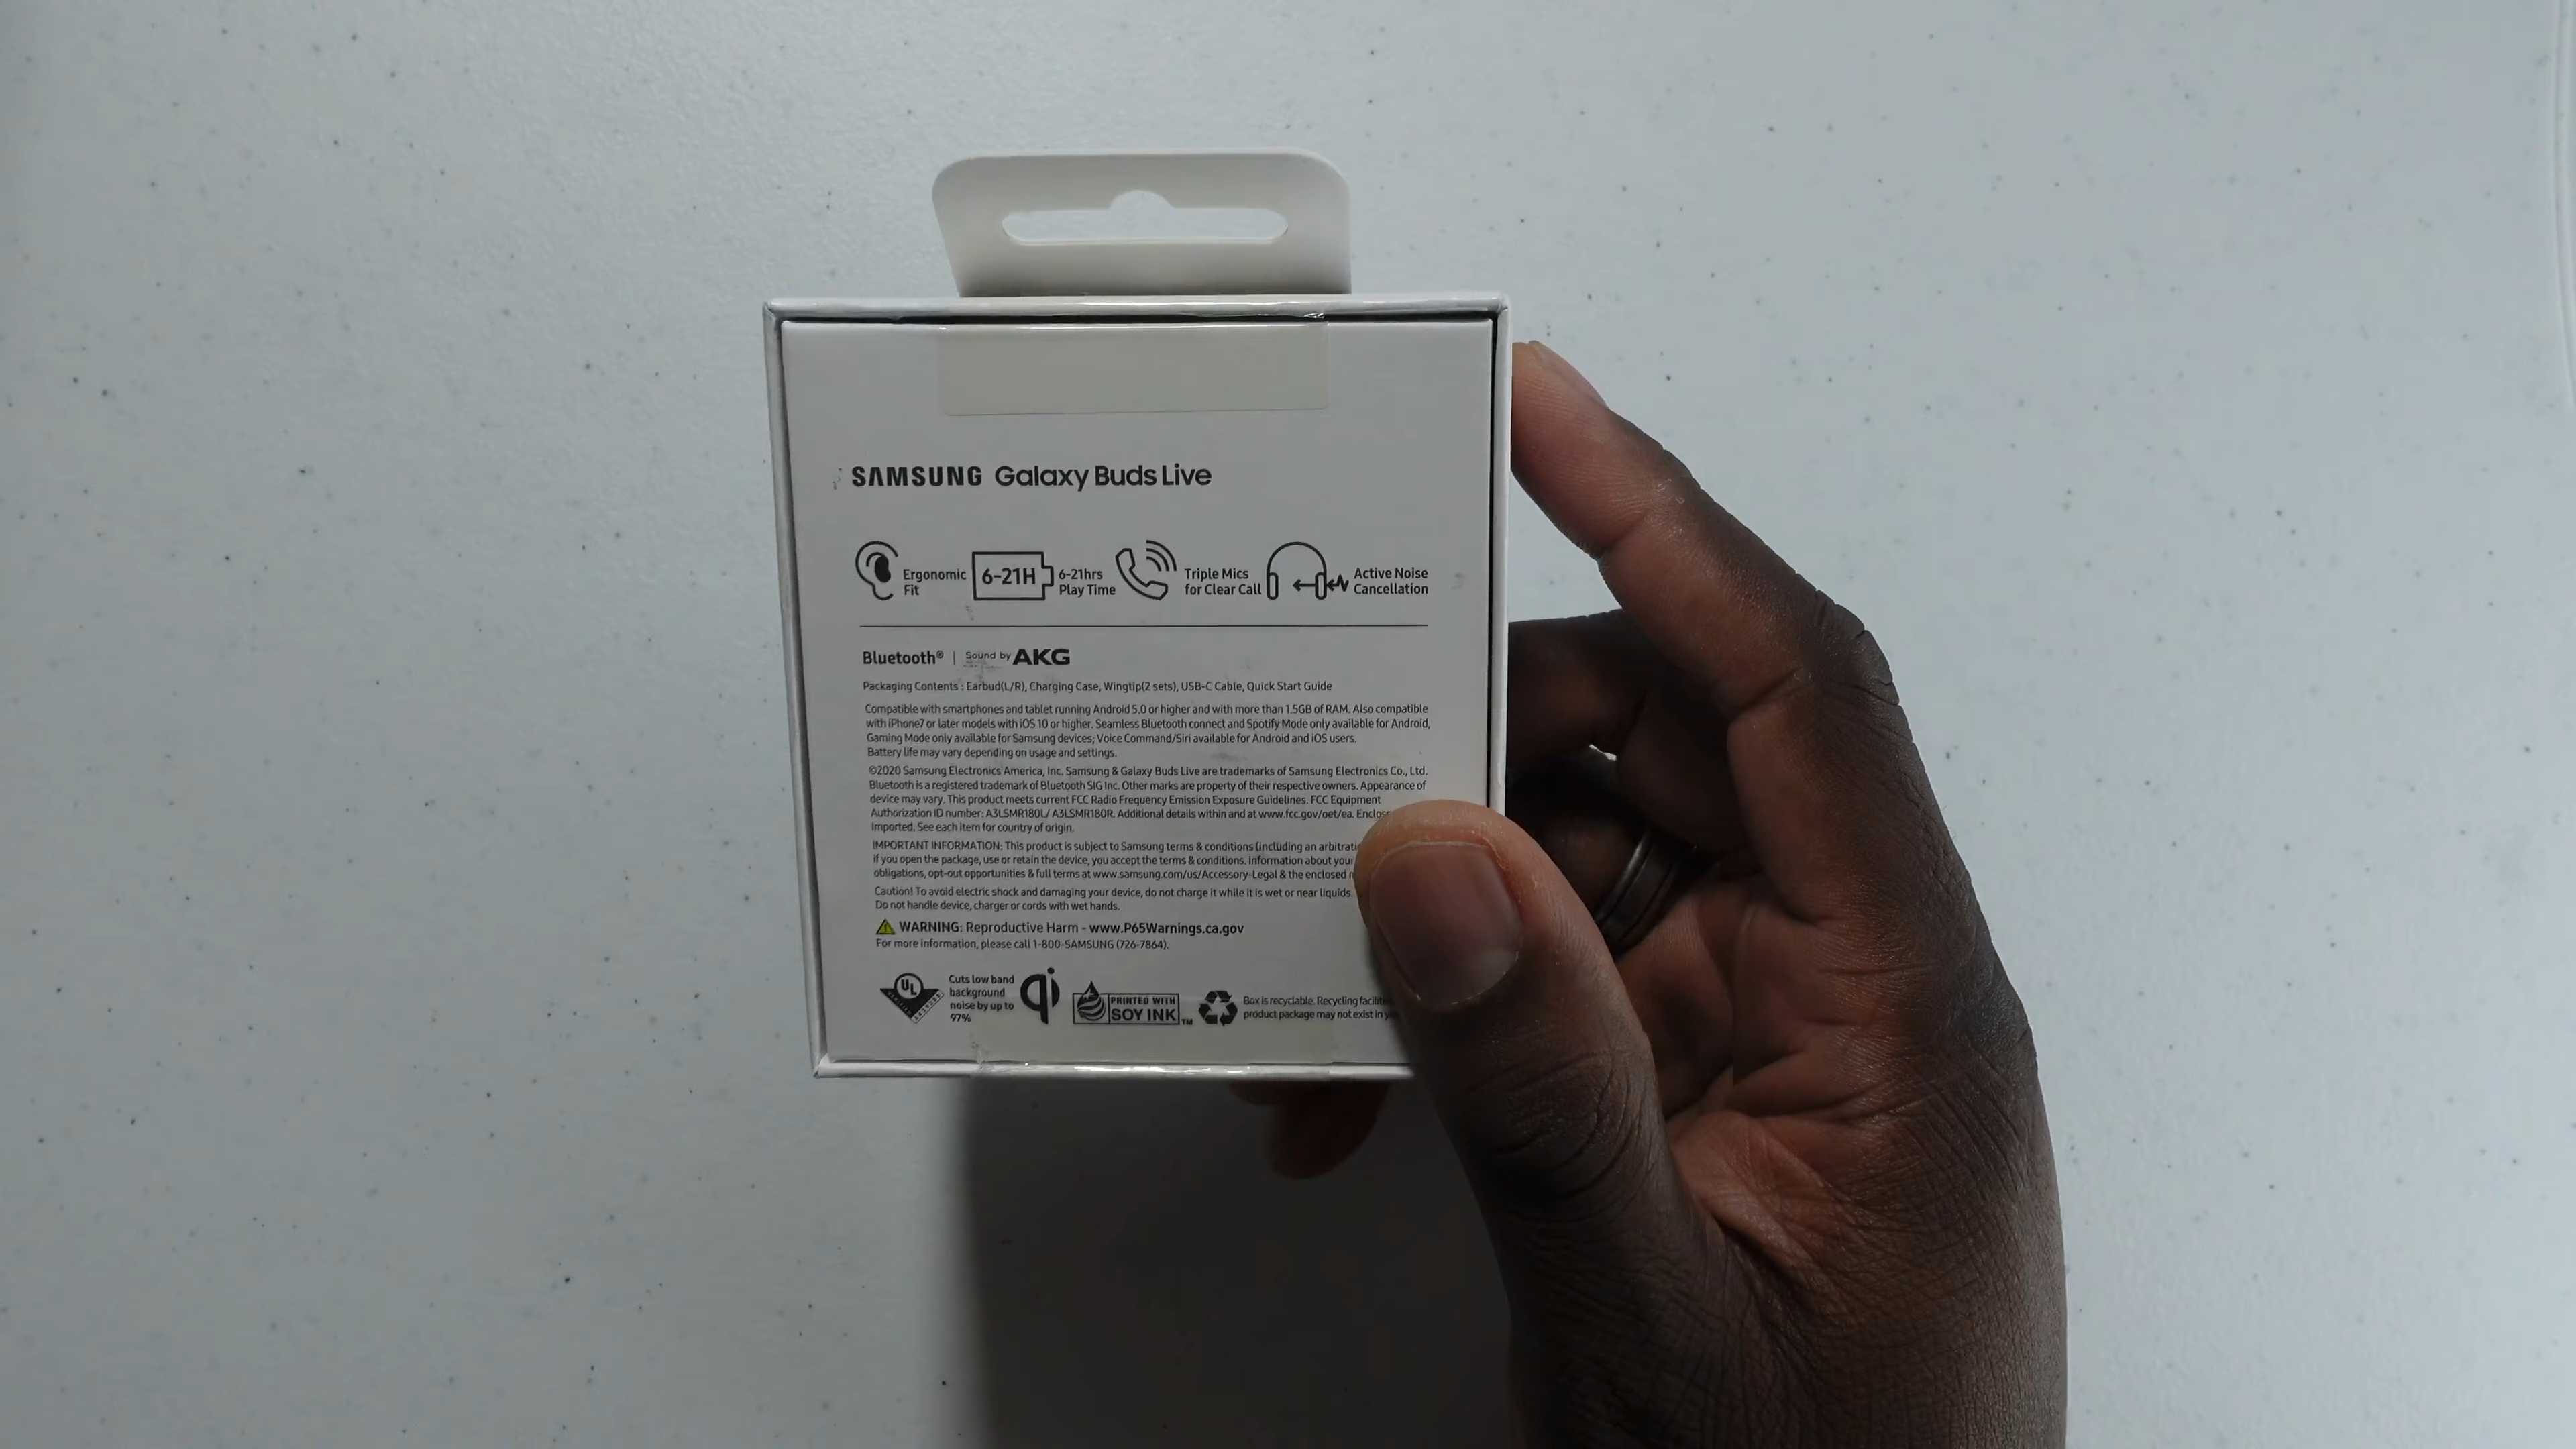 SAMSUNG Galaxy Buds Live
Ergonomic
Fit
6-21H
6-21hrs
Play Time
Triple Mics
for Clear Call
Active Noise
Cancellation
Bluetooth® | Sound by AKG
Packaging Contents : Earbud(L/R), Charging Case, Wingtip(2 sets), USB-C Cable, Quick Start Guide
Compatible with smartphones and tablet running Android 5.0 or higher and with more than 1.5GB of RAM. Also compatible
with iPhone7 or later models with iOS 10 or higher. Seamless Bluetooth connect and Spotify Mode only available for Android,
Gaming Mode only available for Samsung devices; Voice Command/Siri available for Android and iOS users.
Battery life may vary depending on usage and settings.
©2020 Samsung Electronics America, Inc. Samsung & Galaxy Buds Live are trademarks of Samsung Electronics Co., Ltd.
Bluetooth is a registered trademark of Bluetooth SIG Inc. Other marks are property of their respective owners. Appearance of
device may vary. This product meets current FCC Radio Frequency Emission Exposure Guidelines. FCC Equipment
Authorization ID number: A3LSMR180L/ A3LSMR180R. Additional details within and at www.fcc.gov/oet/ea.
Imported. See each item for country of origin.
IMPORTANT INFORMATION: This product is subject to Samsung terms & conditions (including an
if you open the package, use or retain the device, you accept the terms & conditions. Information about your
obligations, opt-out opportunities & full terms at www.samsung.com/us/Accessory-Legal & the enclosed
Caution! To avoid electric shock and damaging your device, do not charge it while it is wet or near liquids.
Do not handle device, charger or cords with wet hands.
WARNING: Reproductive Harm - www.P65Warnings.ca.gov
For more information, please call 1-800-SAMSUNG (726-7864).
UL
Cuts low band
background
noise by up to
97%
qi
PRINTED WITH
SOY INK™
Box is recyclable. Recycling
product package may not exist in